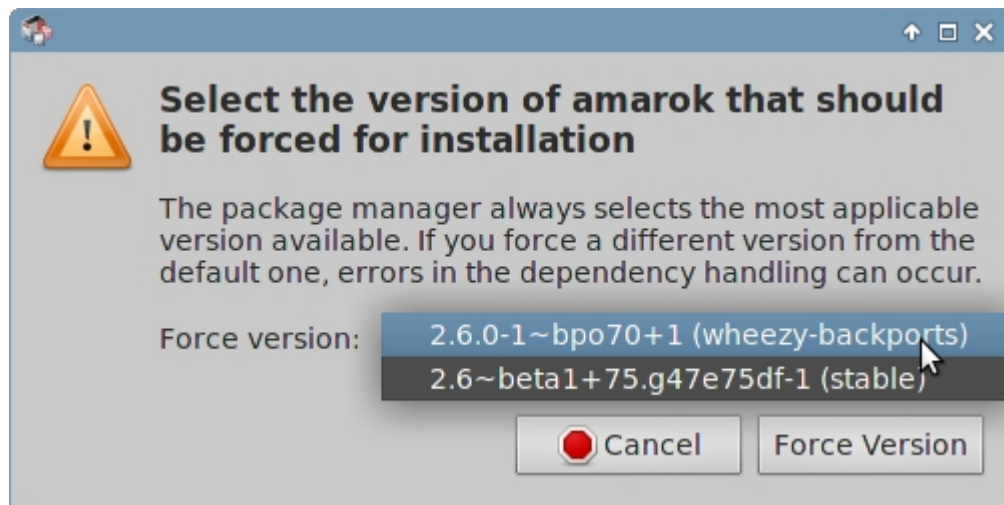 Select the version of amarok that should
be forced for installation
The package manager always selects the most applicable
version available. If you force a different version from the
default one, errors in the dependency handling can occur.
Force version:
2.6.0-1~bpo70+1 (wheezy-backports)
2.6~beta1+75.g47e75df-1 (stable)
Cancel
Force Version